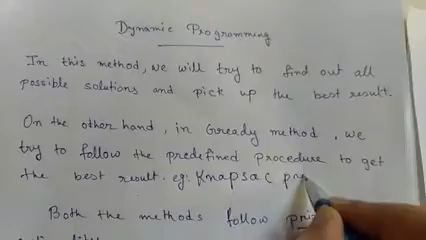 Dynamic Programming
In this method, we will try to find out all
possible solutions and pick up the best result.
On the other hand, in Gready method, we
try to follow the predefined procedure to get
the best result. eg: Knapsac
Both the methods follow